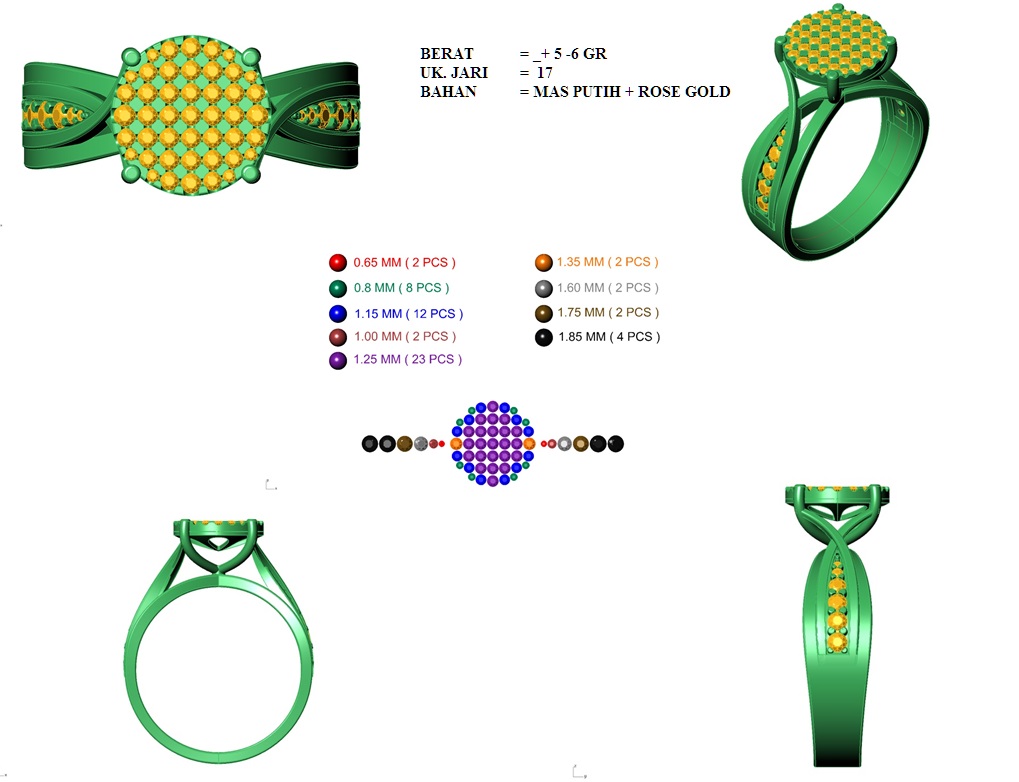 BERAT = _+ 5 -6 GR
UK. JARI = 17
BAHAN = MAS PUTIH + ROSE GOLD
0.65 MM ( 2 PCS )
0.8 MM ( 8 PCS )
1.15 MM ( 12 PCS )
1.00 MM ( 2 PCS )
1.25 MM ( 23 PCS )
1.35 MM ( 2 PCS )
1.60 MM ( 2 PCS )
1.75 MM ( 2 PCS )
1.85 MM ( 4 PCS )